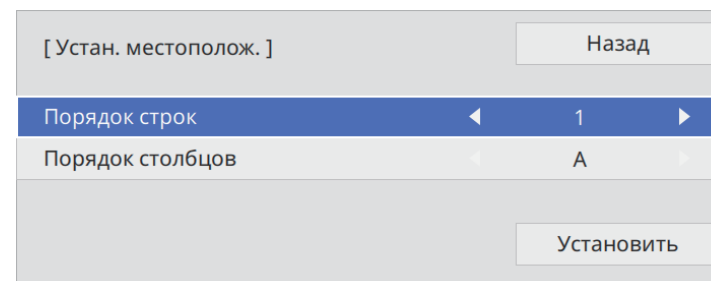 [ Устан. местополож. ]
Назад
Порядок строк 1
Порядок столбцов A
Установить